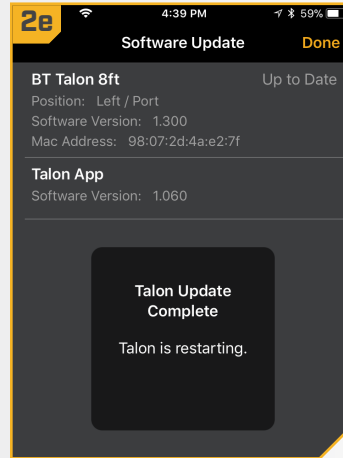 2e
4:39 PM 59%
Software Update Done
BT Talon 8ft Up to Date
Position: Left / Port
Software Version: 1.300
Mac Address: 98:07:2d:4a:e2:7f
Talon App
Software Version: 1.060
Talon Update
Complete
Talon is restarting.